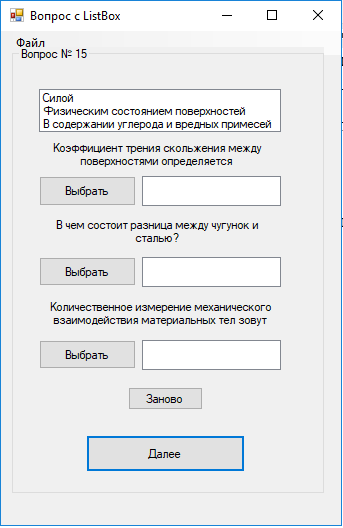 Вопрос с ListBox
Файл
Вопрос № 15
Силой
Физическим состоянием поверхностей
В содержании углерода и вредных примесей
Коэффициент трения скольжения между
поверхностями определяется
Выбрать
В чем состоит разница между чугунок и
сталью?
Выбрать
Количественное измерение механического
взаимодействия материальных тел зовут
Выбрать
Заново
Далее